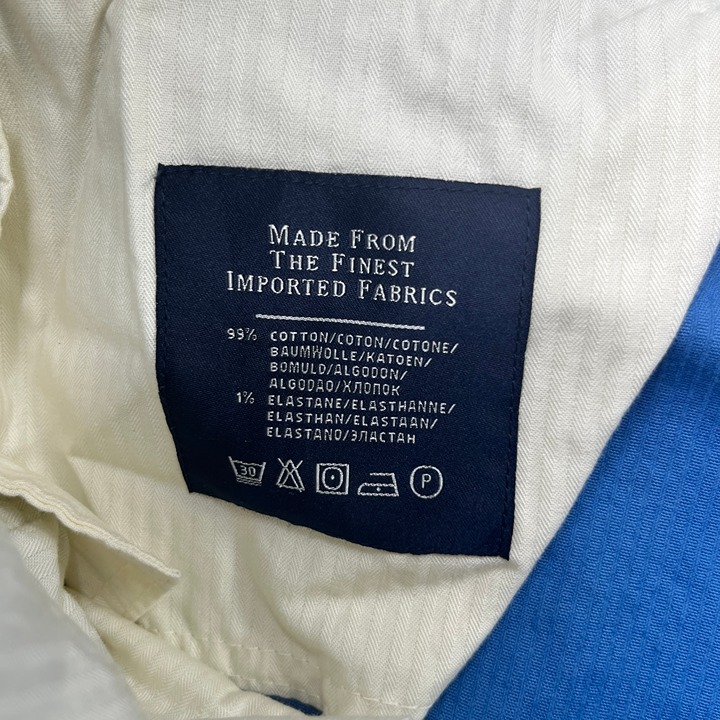 MADE FROM
THE FINEST
IMPORTED FABRICS
99% COTTON/COTON/COTONE/
BAUMWOLLE/KATOEN/
BOMULD/ALGODON/
ALGODAO/ХЛОПОК
1% ELASTANE/ELASTHANNE/
ELASTHAN/ELASTAAN/
ELASTANO/ЭЛАСТАН
30 P